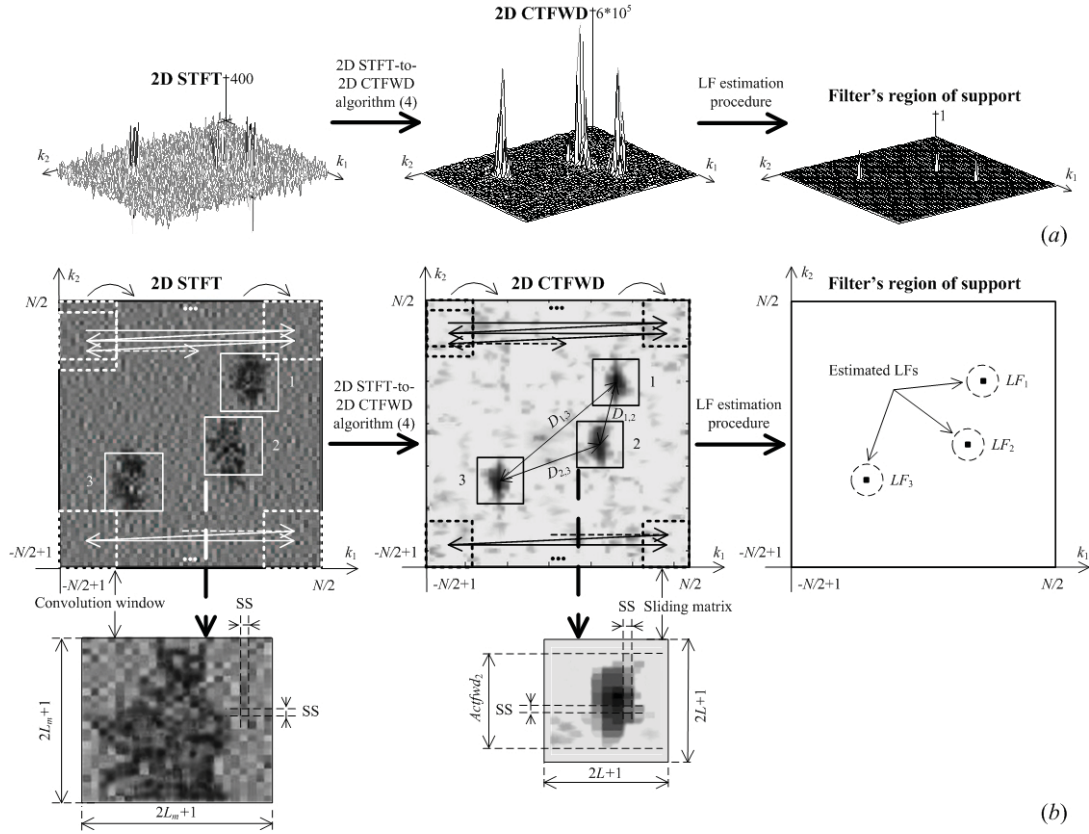 2D CTFWD
6*10⁵
2D STFT
400
2D STFT-to-
2D CTFWD
algorithm (4)
LF estimation
procedure
Filter's region of support
1
k₂
k₁
k₂
k₁
k₂
k₁
(a)
k₂
2D STFT
k₂
2D CTFWD
k₂
Filter's region of support
N/2
...
N/2
...
N/2
1
2
3
2D STFT-to-
2D CTFWD
algorithm (4)
1
2
3
D₁,₃
D₁,₂
D₂,₃
LF estimation
procedure
Estimated LFs
LF₁
LF₂
LF₃
-N/2+1
...
k₁
-N/2+1
...
k₁
-N/2+1
k₁
-N/2+1
N/2
-N/2+1
N/2
-N/2+1
N/2
Convolution window
SS
SS
Sliding matrix
2Lₘ+1
SS
2Lₘ+1
Actfwd₂
SS
2L+1
2L+1
(b)